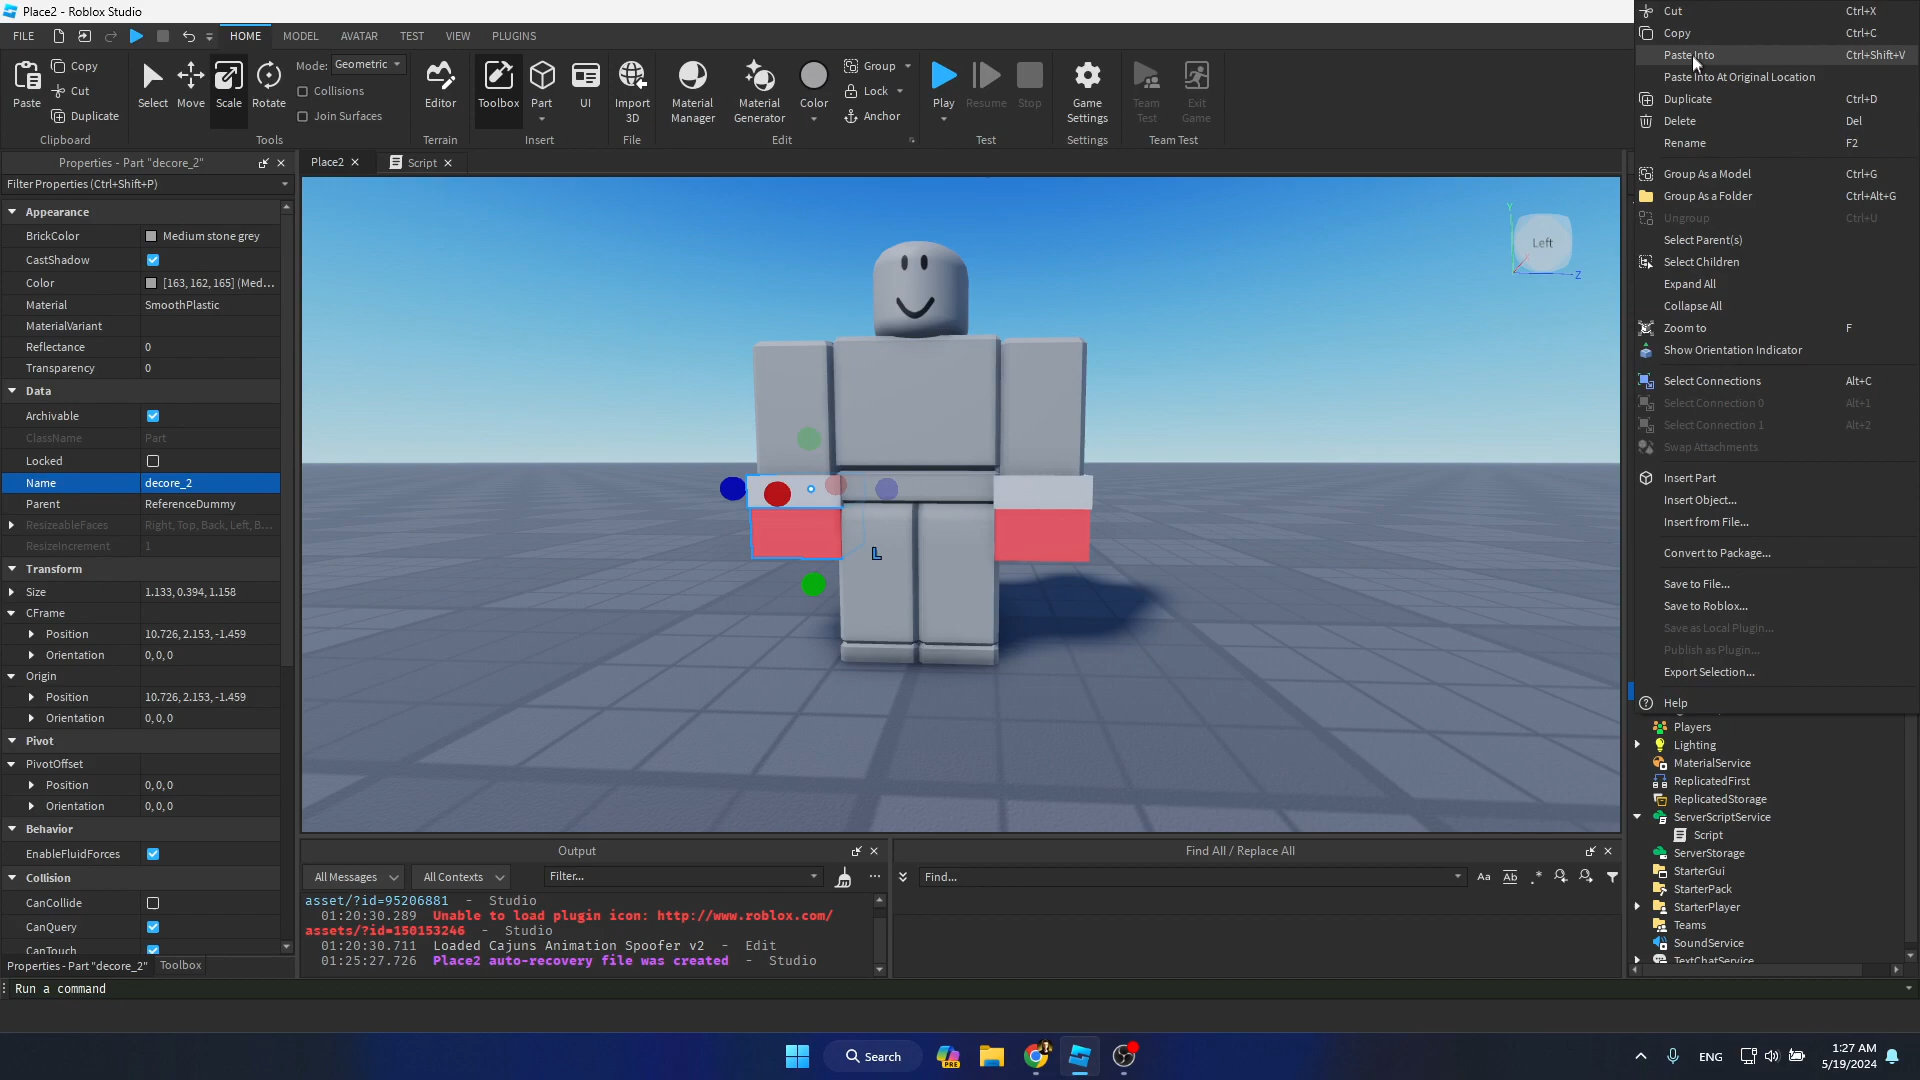 Place2 - Roblox Studio
FILE HOME MODEL AVATAR TEST VIEW PLUGINS
Paste
Copy
Cut
Duplicate
Clipboard
Select Move Scale Rotate
Mode: Geometric
Collisions
Join Surfaces
Tools
Editor
Terrain
Toolbox Part UI
Insert
Import
3D
File
Material
Manager
Material
Generator
Color
Group
Lock
Anchor
Edit
Play Resume Stop
Test
Game
Settings
Settings
Team
Test
Exit
Game
Team Test
Properties - Part "decore_2"
Filter Properties (Ctrl+Shift+P)
Appearance
BrickColor Medium stone grey
CastShadow
Color [163, 162, 165] (Med...
Material SmoothPlastic
MaterialVariant
Reflectance 0
Transparency 0
Data
Archivable
ClassName Part
Locked
Name decore_2
Parent ReferenceDummy
ResizeableFaces Right, Top, Back, Left, B...
ResizeIncrement 1
Transform
Size 1.133, 0.394, 1.158
CFrame
Position 10.726, 2.153, -1.459
Orientation 0, 0, 0
Origin
Position 10.726, 2.153, -1.459
Orientation 0, 0, 0
Pivot
PivotOffset
Position 0, 0, 0
Orientation 0, 0, 0
Behavior
EnableFluidForces
Collision
CanCollide
CanQuery
CanTouch
Properties - Part "decore_2" Toolbox
Place2 Script
Y
Left
Z
L
Output
All Messages All Contexts Filter...
asset/?id=95206881 - Studio
01:20:30.289 Unable to load plugin icon: http://www.roblox.com/
assets/?id=150153246 - Studio
01:20:30.711 Loaded Cajuns Animation Spoofer v2 - Edit
01:25:27.726 Place2 auto-recovery file was created - Studio
Find All / Replace All
Find... Aa Ab .*
Cut Ctrl+X
Copy Ctrl+C
Paste Into Ctrl+Shift+V
Paste Into At Original Location
Duplicate Ctrl+D
Delete Del
Rename F2
Group As a Model Ctrl+G
Group As a Folder Ctrl+Alt+G
Ungroup Ctrl+U
Select Parent(s)
Select Children
Expand All
Collapse All
Zoom to F
Show Orientation Indicator
Select Connections Alt+C
Select Connection 0 Alt+1
Select Connection 1 Alt+2
Swap Attachments
Insert Part
Insert Object...
Insert from File...
Convert to Package...
Save to File...
Save to Roblox...
Save as Local Plugin...
Publish as Plugin...
Export Selection...
Help
Players
Lighting
MaterialService
ReplicatedFirst
ReplicatedStorage
ServerScriptService
Script
ServerStorage
StarterGui
StarterPack
StarterPlayer
Teams
SoundService
TextChatService
Run a command
Search
PRE
ENG
1:27 AM
5/19/2024